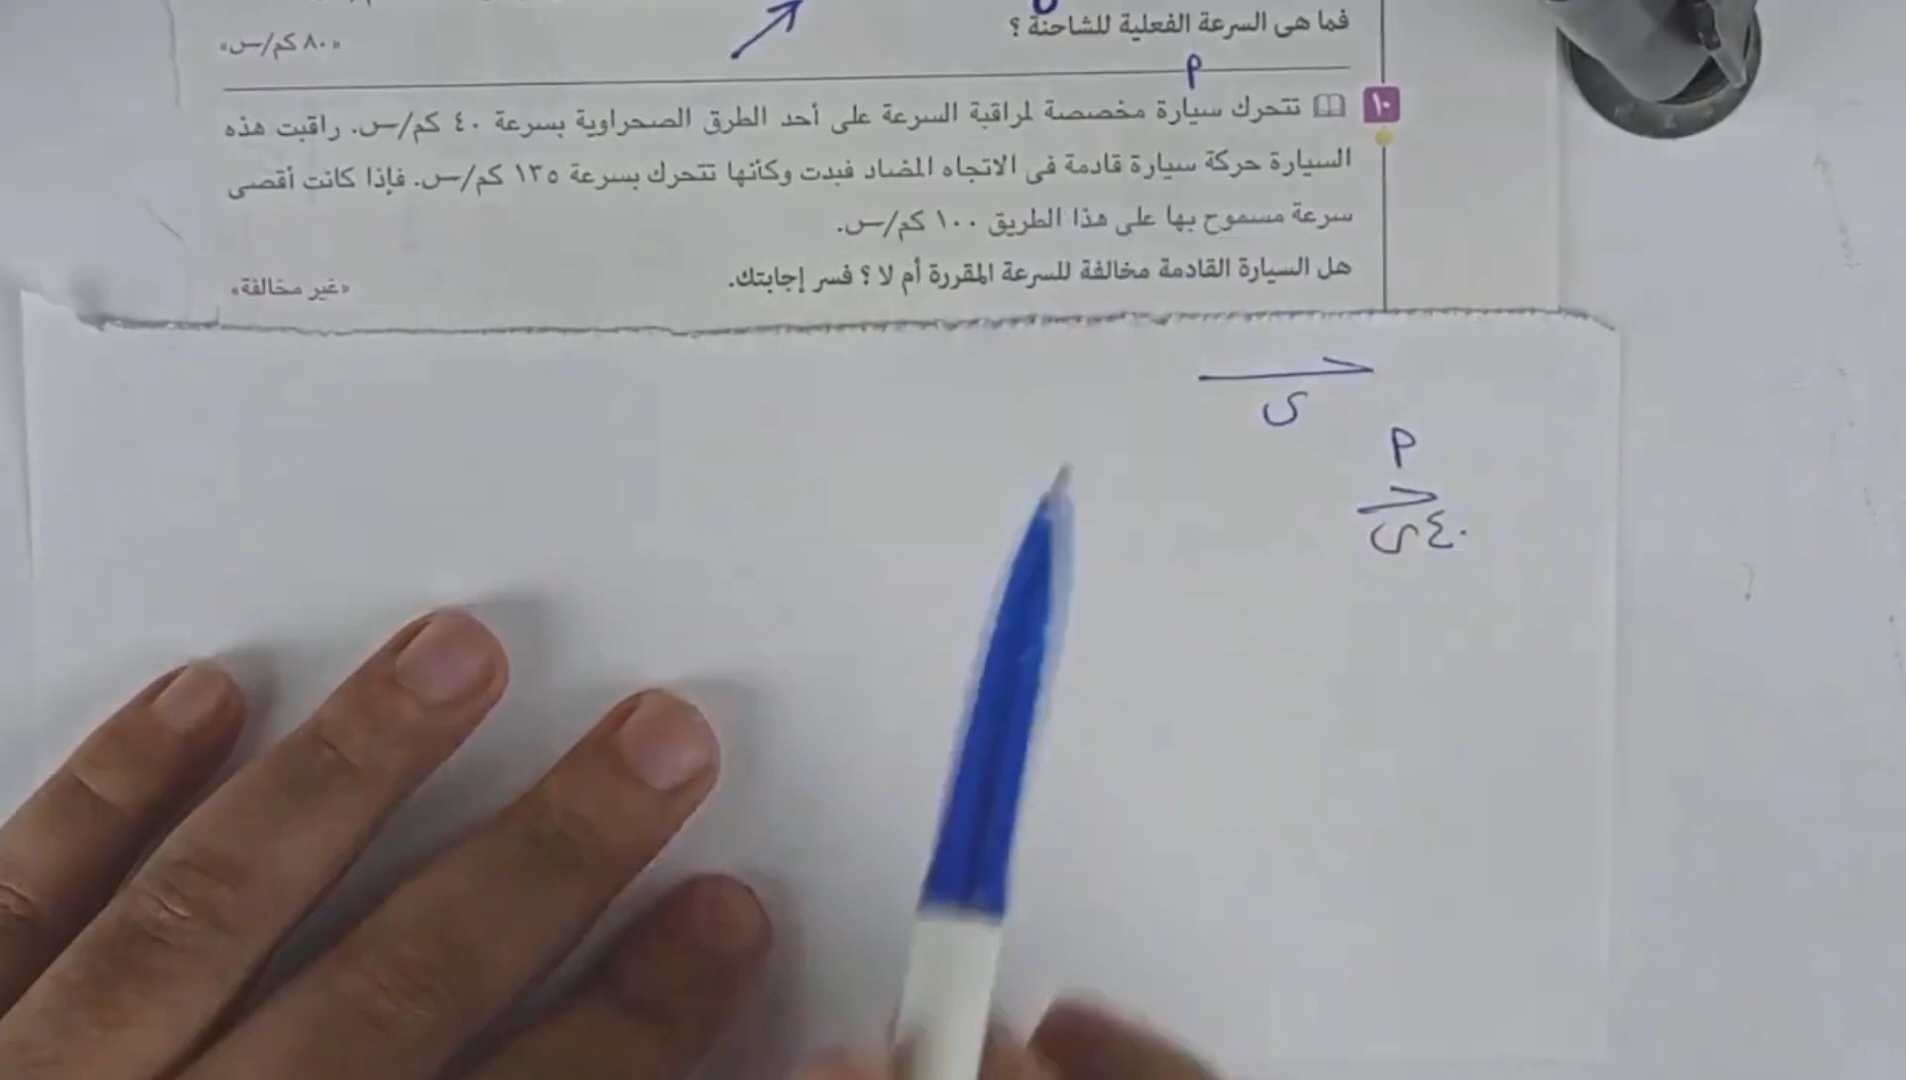 فما هى السرعة الفعلية للشاحنة ؟
«٨٠ كم/س»
١٠ تتحرك سيارة مخصصة لمراقبة السرعة على أحد الطرق الصحراوية بسرعة ٤٠ كم/س. راقبت هذه
السيارة حركة سيارة قادمة فى الاتجاه المضاد فبدت وكأنها تتحرك بسرعة ١٣٥ كم/س. فإذا كانت أقصى
سرعة مسموح بها على هذا الطريق ١٠٠ كم/س.
هل السيارة القادمة مخالفة للسرعة المقررة أم لا ؟ فسر إجابتك.
«غير مخالفة»
ى
م
٤٠ ى